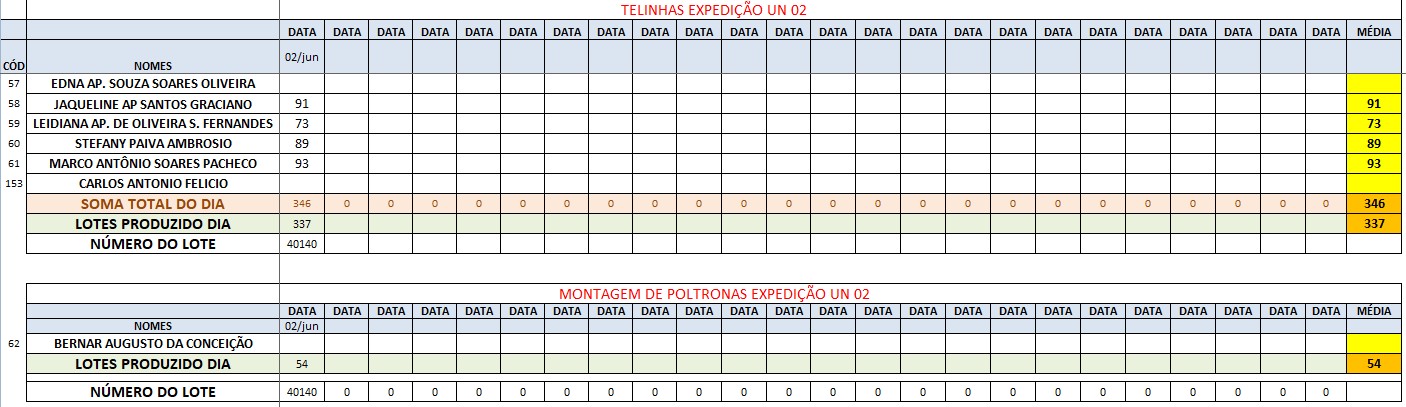 TELINHAS EXPEDIÇÃO UN 02
DATA DATA DATA DATA DATA DATA DATA DATA DATA DATA DATA DATA DATA DATA DATA DATA DATA DATA DATA DATA DATA DATA DATA MÉDIA
CÓD NOMES 02/jun
57 EDNA AP. SOUZA SOARES OLIVEIRA
58 JAQUELINE AP SANTOS GRACIANO 91 91
59 LEIDIANA AP. DE OLIVEIRA S. FERNANDES 73 73
60 STEFANY PAIVA AMBROSIO 89 89
61 MARCO ANTÔNIO SOARES PACHECO 93 93
153 CARLOS ANTONIO FELICIO
SOMA TOTAL DO DIA 346 0 0 0 0 0 0 0 0 0 0 0 0 0 0 0 0 0 0 0 0 0 0 346
LOTES PRODUZIDO DIA 337 337
NÚMERO DO LOTE 40140
MONTAGEM DE POLTRONAS EXPEDIÇÃO UN 02
DATA DATA DATA DATA DATA DATA DATA DATA DATA DATA DATA DATA DATA DATA DATA DATA DATA DATA DATA DATA DATA DATA DATA MÉDIA
NOMES 02/jun
62 BERNAR AUGUSTO DA CONCEIÇÃO
LOTES PRODUZIDO DIA 54 54
NÚMERO DO LOTE 40140 0 0 0 0 0 0 0 0 0 0 0 0 0 0 0 0 0 0 0 0 0 0